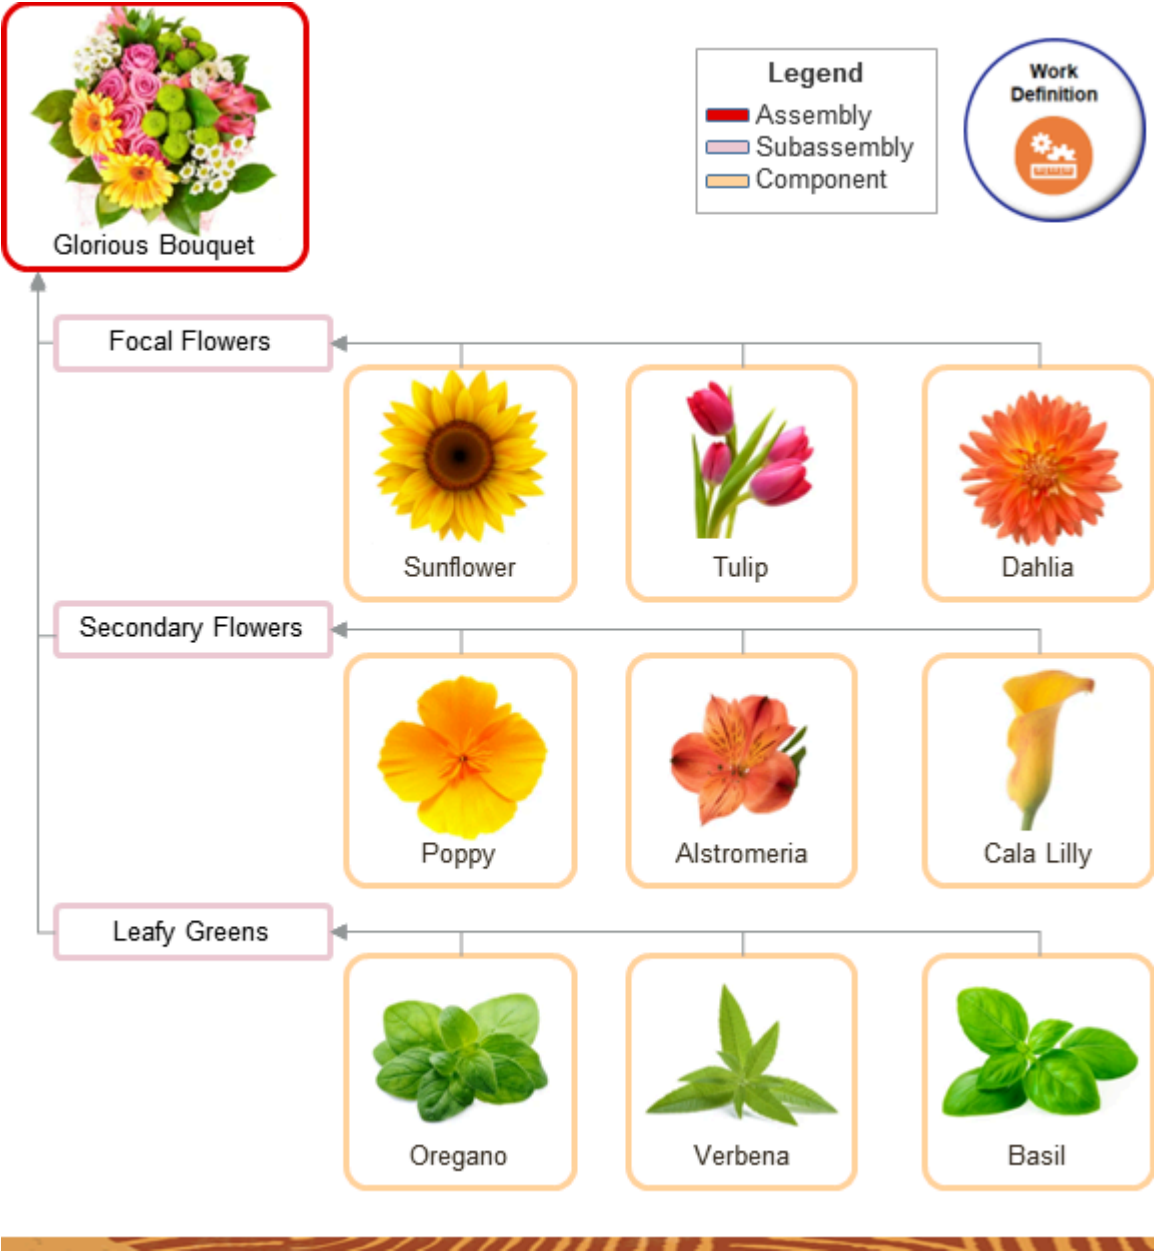 Glorious Bouquet
Legend
Assembly
Subassembly
Component
Work
Definition
Focal Flowers
Sunflower
Tulip
Dahlia
Secondary Flowers
Poppy
Alstromeria
Cala Lilly
Leafy Greens
Oregano
Verbena
Basil